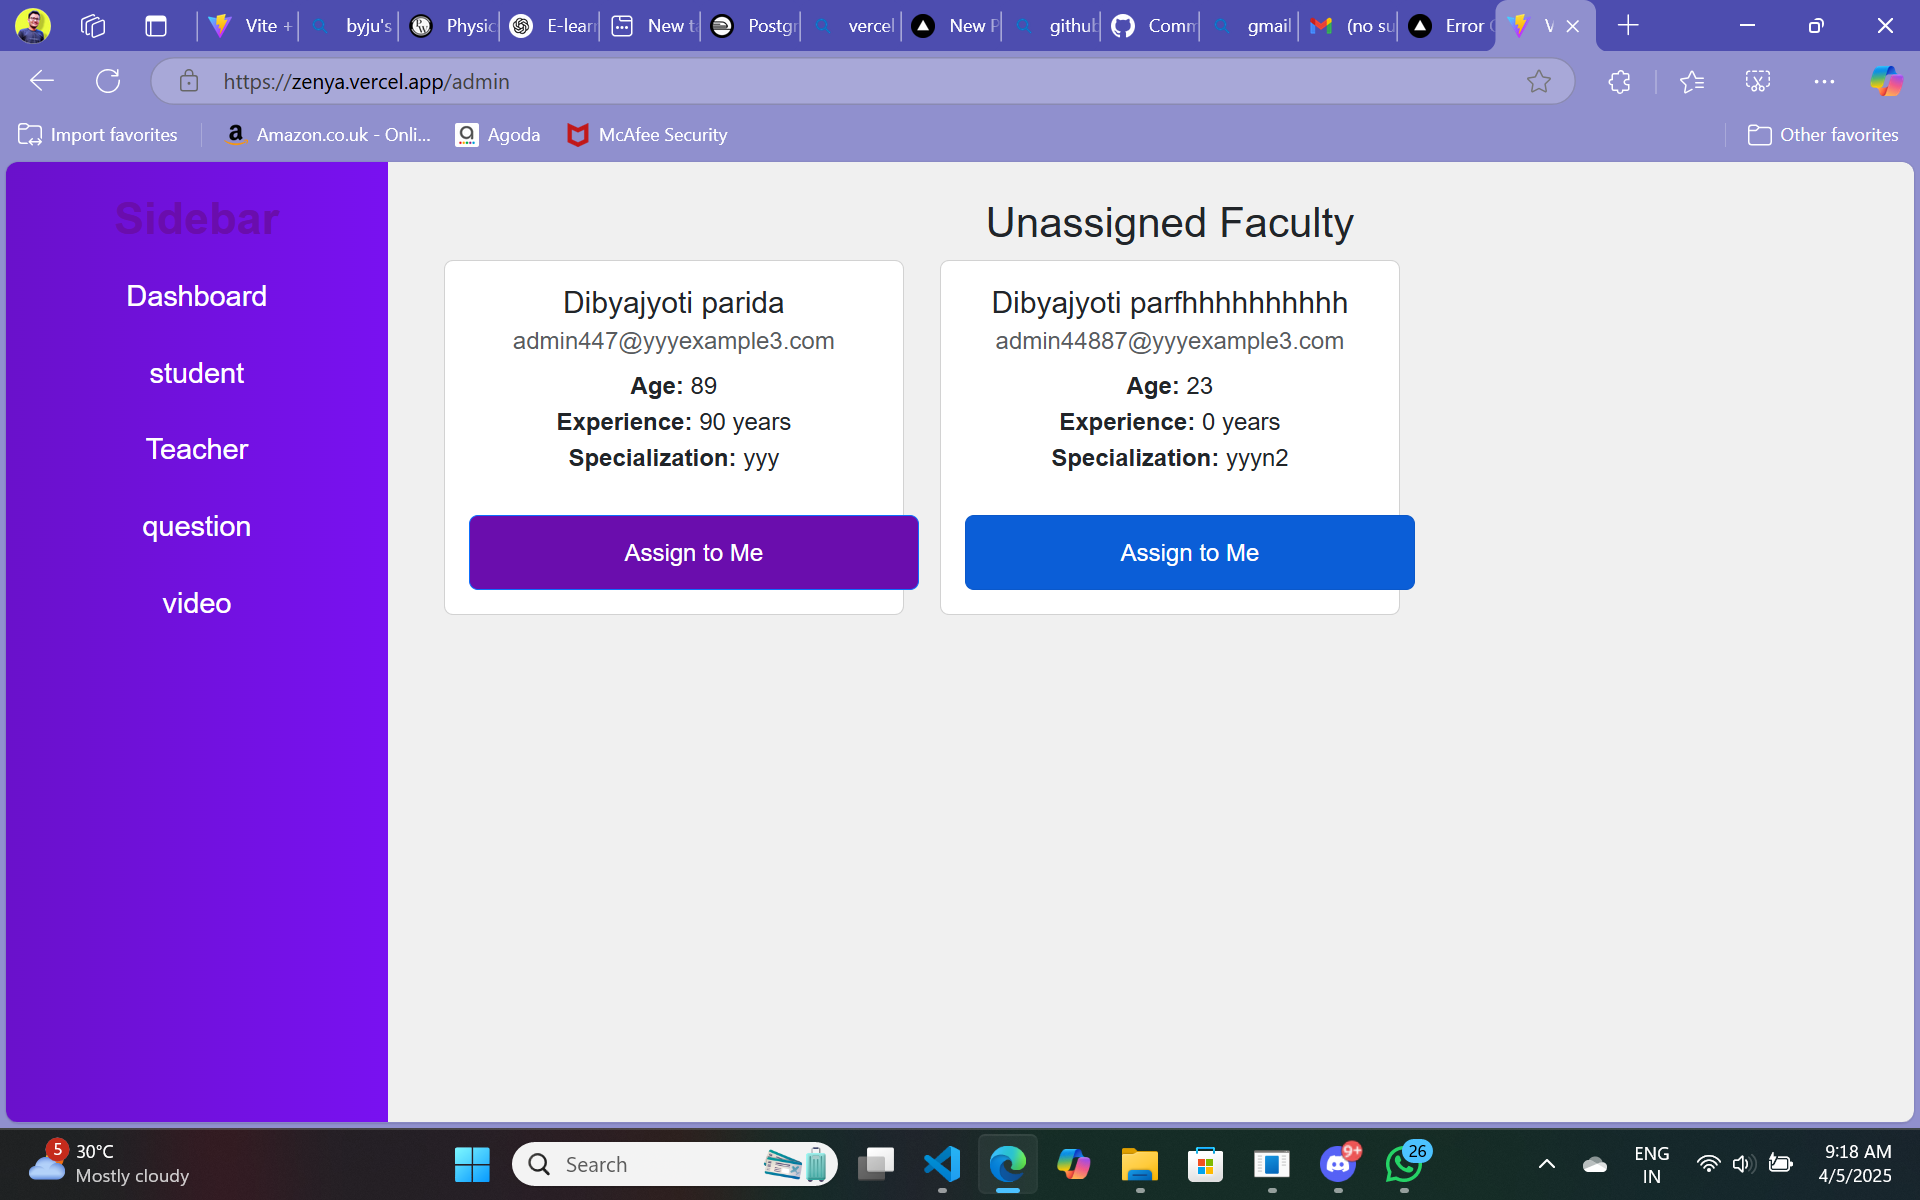 Vite +
byju's
Physic
E-lear
New t
Postgr
vercel
New P
github
Comm
gmail
(no su
Error
V
https://zenya.vercel.app/admin
Import favorites
Amazon.co.uk - Onli...
Agoda
McAfee Security
Other favorites
Sidebar
Dashboard
student
Teacher
question
video
Unassigned Faculty
Dibyajyoti parida
admin447@yyyexample3.com
Age: 89
Experience: 90 years
Specialization: yyy
Assign to Me
Dibyajyoti parfhhhhhhhhhh
admin44887@yyyexample3.com
Age: 23
Experience: 0 years
Specialization: yyyn2
Assign to Me
5
30°C
Mostly cloudy
Search
9+
26
ENG
IN
9:18 AM
4/5/2025